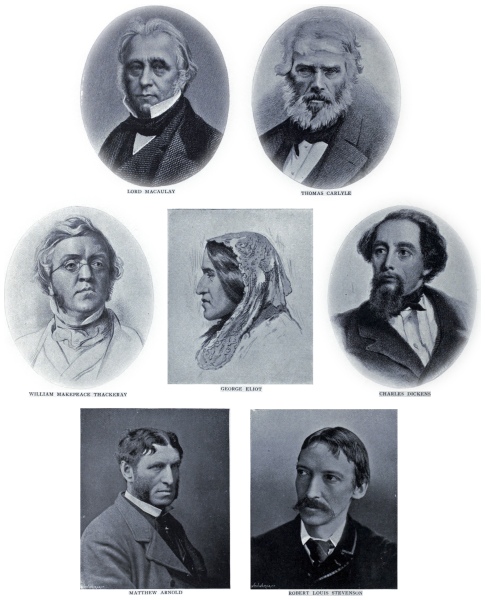 LORD MACAULAY
THOMAS CARLYLE
WILLIAM MAKEPEACE THACKERAY
GEORGE ELIOT
CHARLES DICKENS
MATTHEW ARNOLD
ROBERT LOUIS STEVENSON